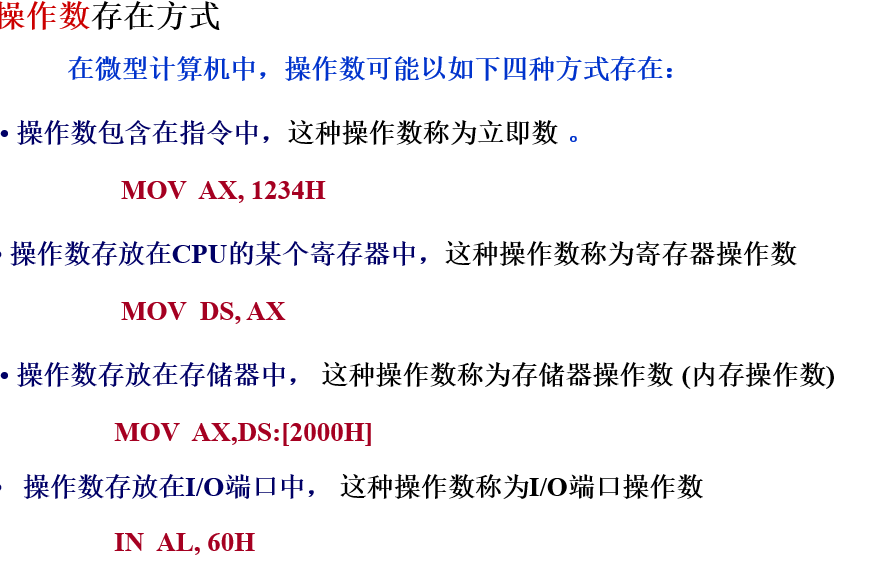 操作数存在方式
在微型计算机中，操作数可能以如下四种方式存在：
• 操作数包含在指令中，这种操作数称为立即数 。
MOV AX, 1234H
• 操作数存放在CPU的某个寄存器中，这种操作数称为寄存器操作数
MOV DS, AX
• 操作数存放在存储器中， 这种操作数称为存储器操作数 (内存操作数)
MOV AX,DS:[2000H]
• 操作数存放在I/O端口中， 这种操作数称为I/O端口操作数
IN AL, 60H